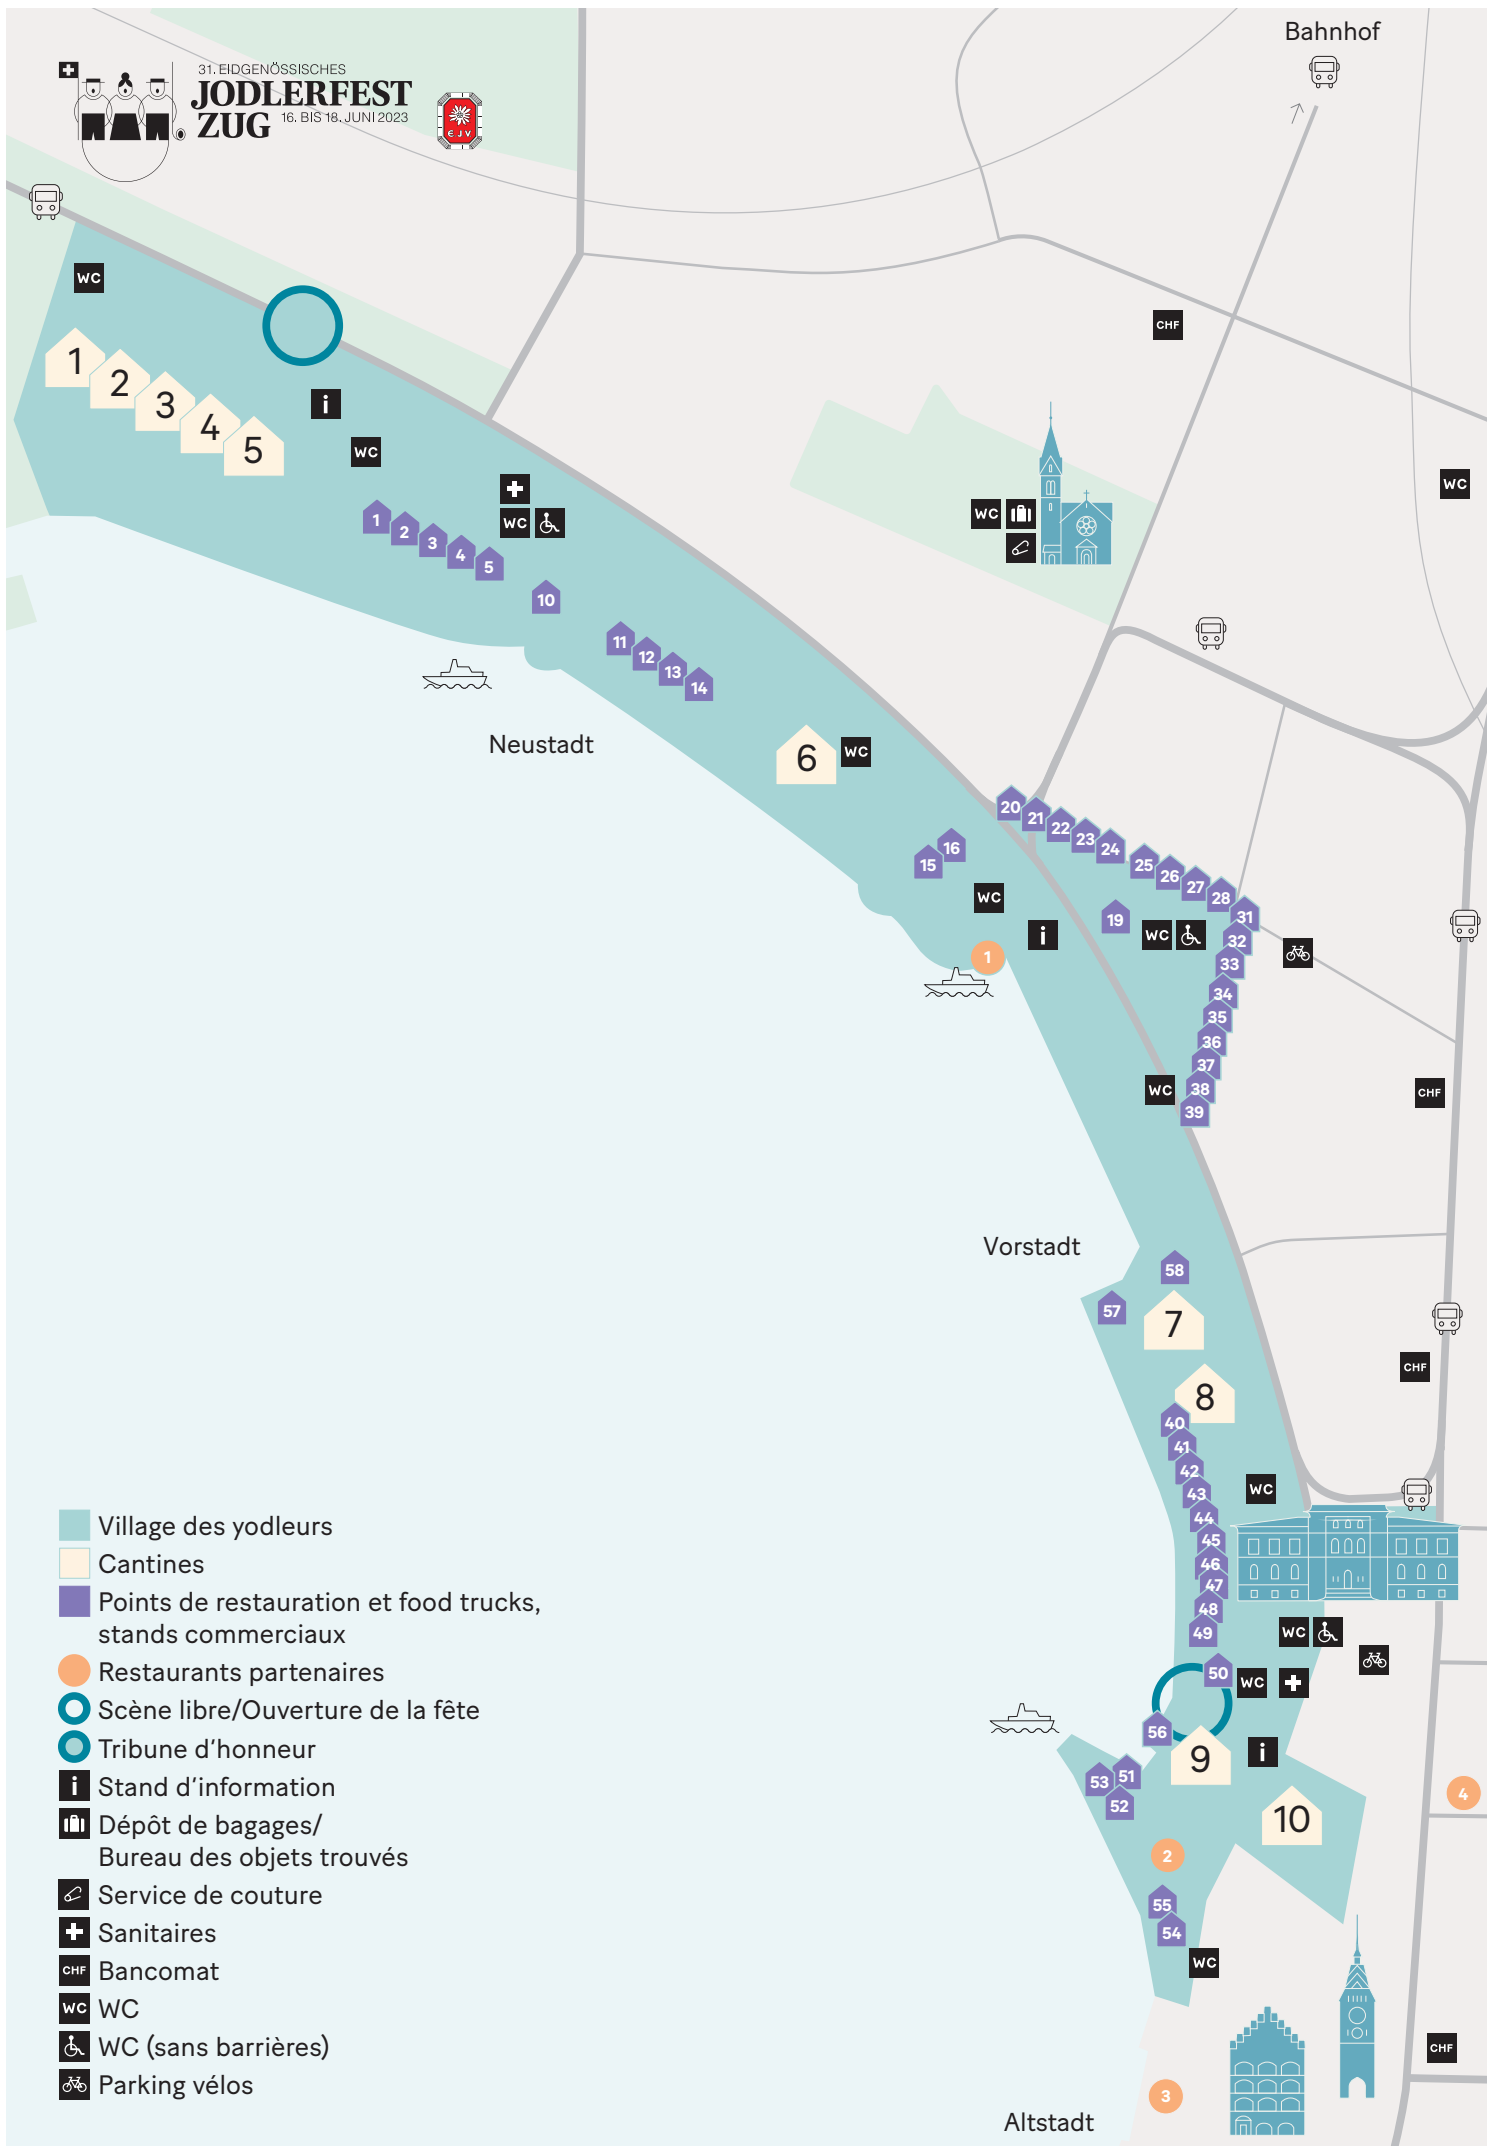 Bahnhof
31. EIDGENÖSSISCHES
JODLERFEST
ZUG 16. BIS 18. JUNI 2023
EJV
WC
CHF
1
2
3
4
5
i
WC
WC
WC
WC
1
2
3
4
5
10
11
12
13
14
Neustadt
6
WC
20
21
22
23
24
25
26
27
28
16
15
WC
19
31
i
WC
32
1
33
34
35
36
37
WC
38
CHF
39
Vorstadt
58
57
7
CHF
8
40
41
42
43
WC
44
45
46
47
48
49
WC
50
WC
56
9
i
53
51
52
10
4
2
55
54
WC
CHF
3
Altstadt
Village des yodleurs
Cantines
Points de restauration et food trucks,
stands commerciaux
Restaurants partenaires
Scène libre/Ouverture de la fête
Tribune d'honneur
i Stand d'information
Dépôt de bagages/
Bureau des objets trouvés
Service de couture
Sanitaires
CHF Bancomat
WC WC
WC (sans barrières)
Parking vélos